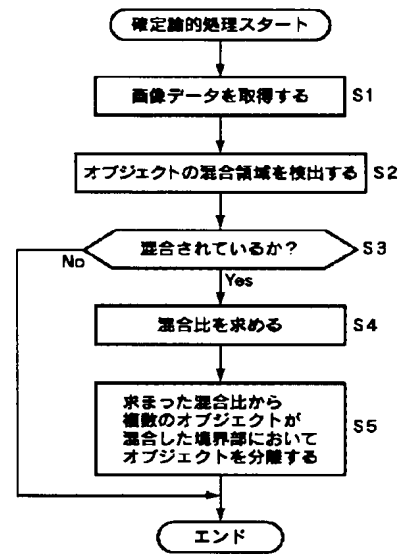 確定論的処理スタート
画像データを取得する S1
オブジェクトの混合領域を検出する S2
混合されているか？ S3
No
Yes
混合比を求める S4
求まった混合比から
複数のオブジェクトが
混合した境界部において
オブジェクトを分離する
S5
エンド